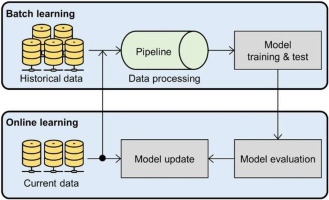 Batch learning
Historical data
Pipeline
Data processing
Model
training & test
Online learning
Current data
Model update
Model evaluation